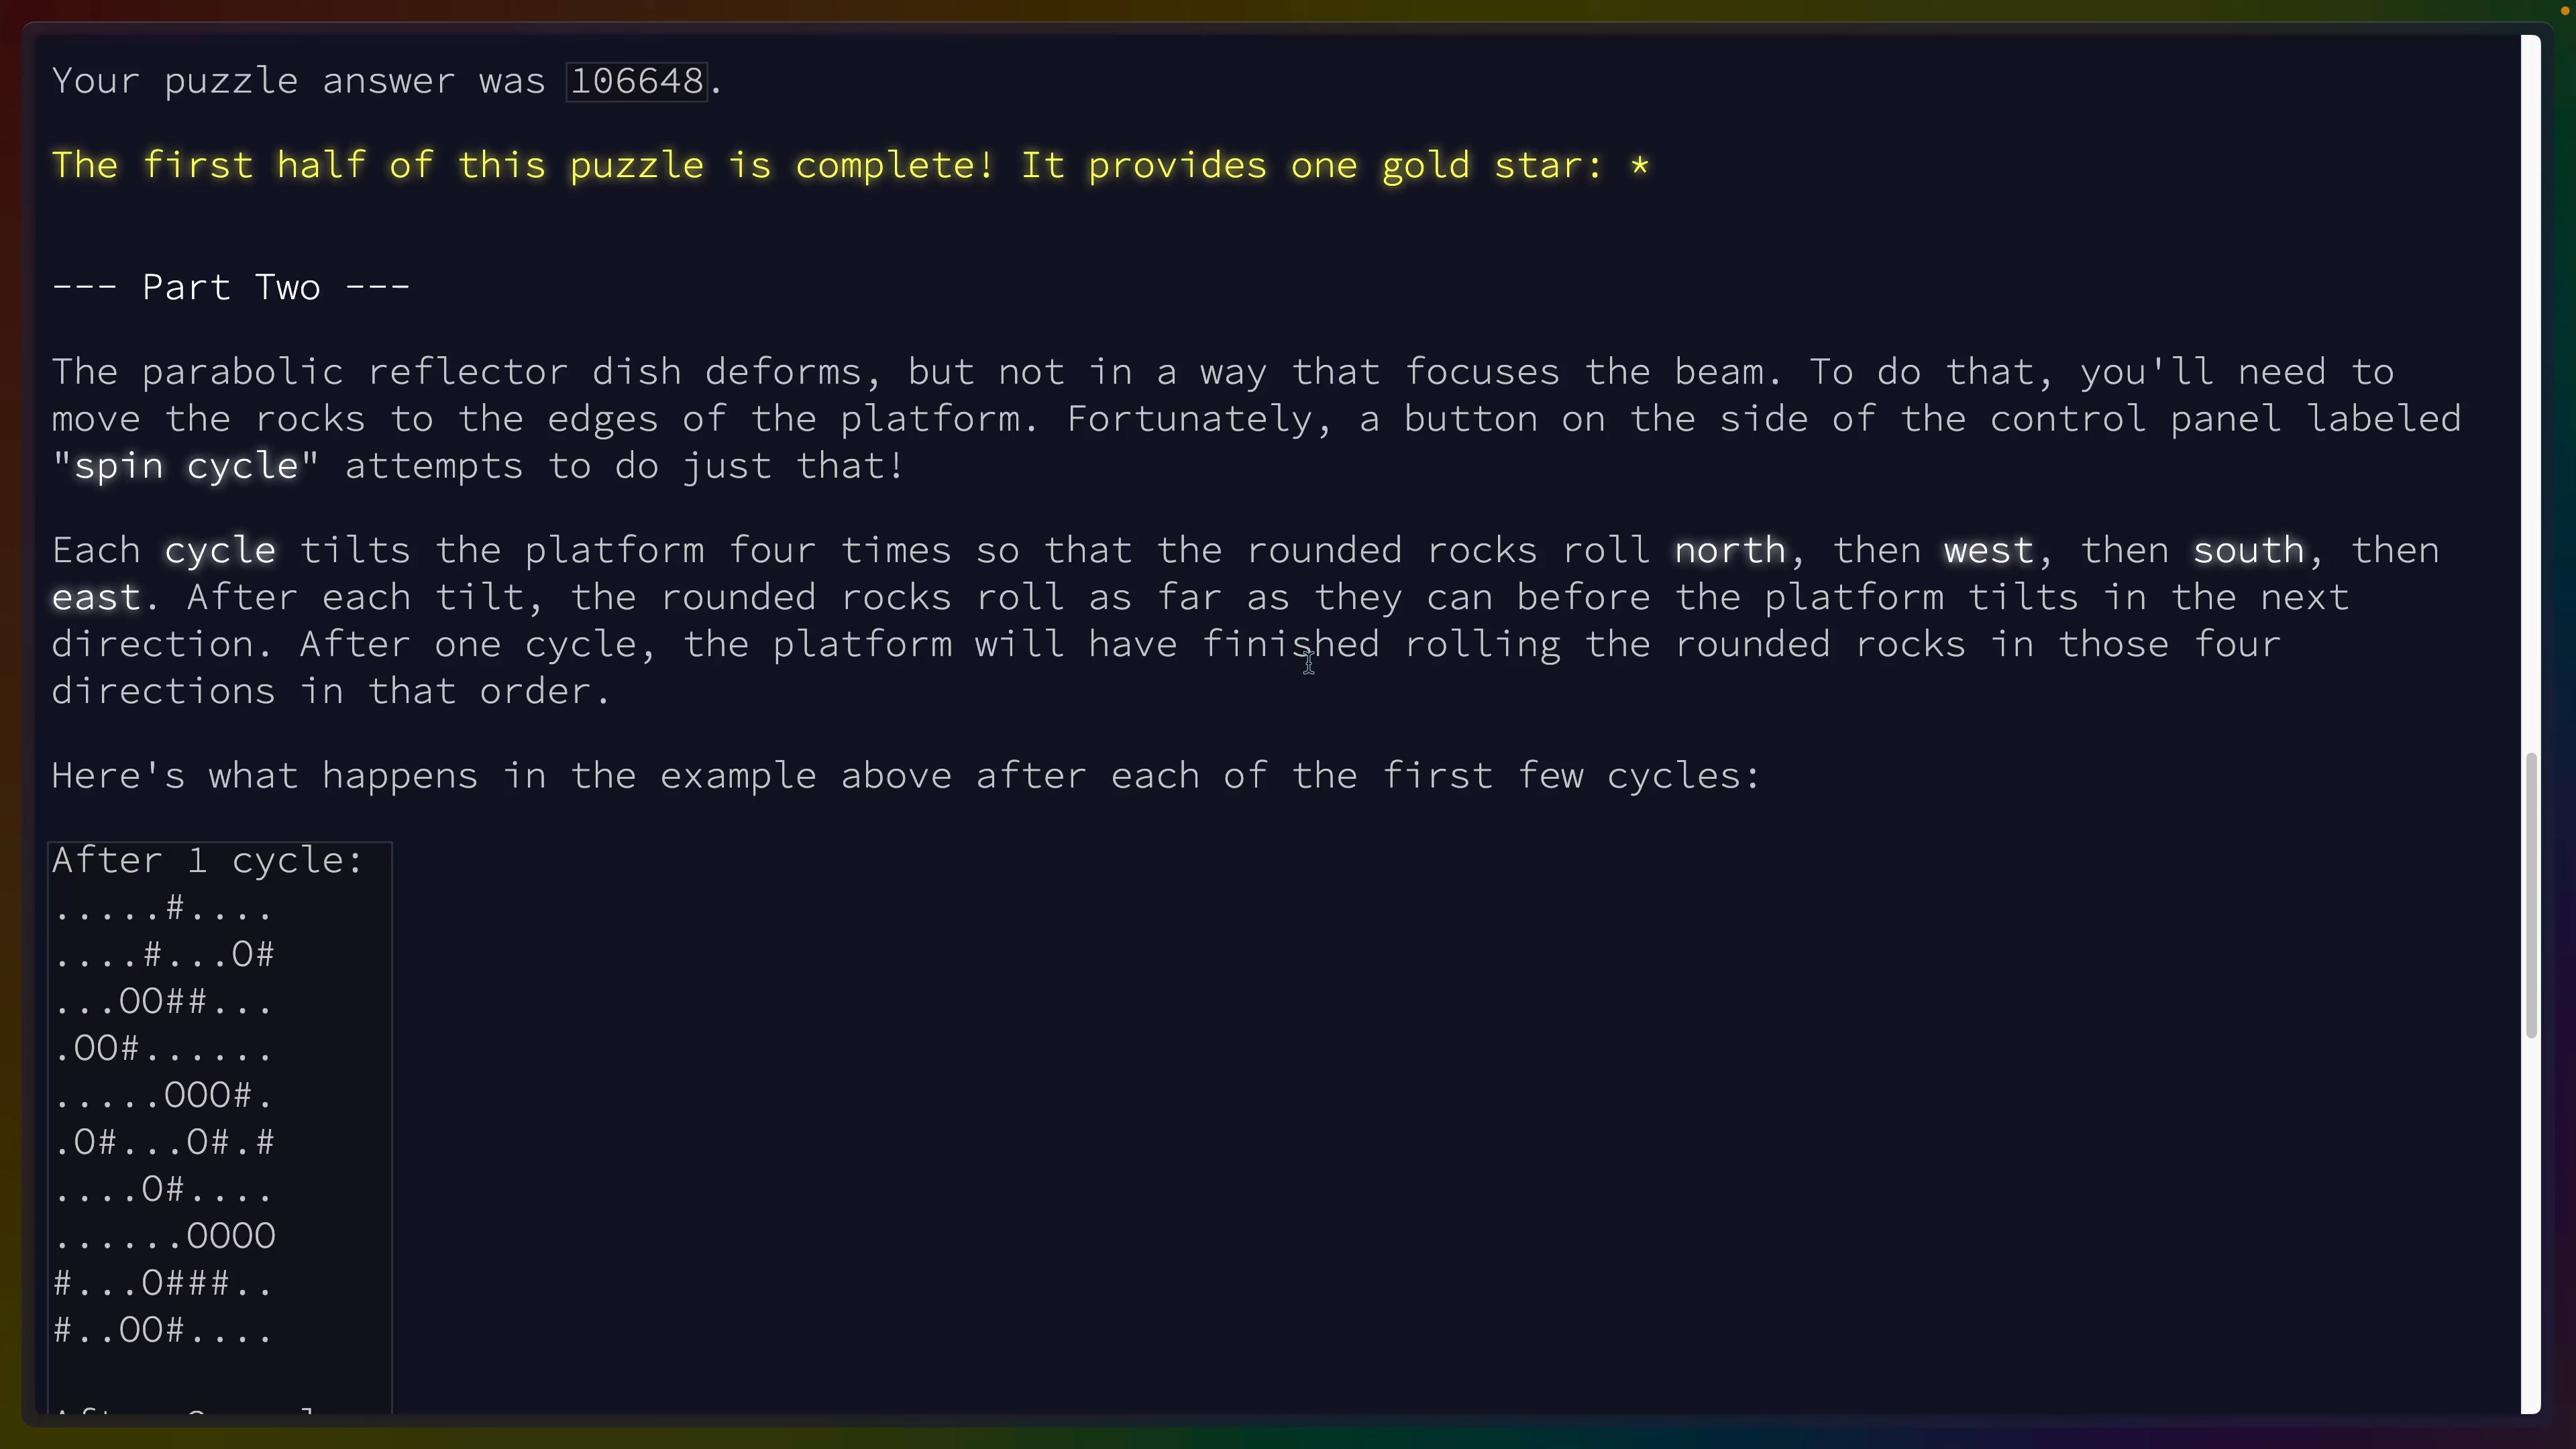 Your puzzle answer was 106648.
The first half of this puzzle is complete! It provides one gold star: *
--- Part Two ---
The parabolic reflector dish deforms, but not in a way that focuses the beam. To do that, you'll need to
move the rocks to the edges of the platform. Fortunately, a button on the side of the control panel labeled
"spin cycle" attempts to do just that!
Each cycle tilts the platform four times so that the rounded rocks roll north, then west, then south, then
east. After each tilt, the rounded rocks roll as far as they can before the platform tilts in the next
direction. After one cycle, the platform will have finished rolling the rounded rocks in those four
directions in that order.
Here's what happens in the example above after each of the first few cycles:
After 1 cycle:
.....#....
....#...O#
...OO##...
.OO#......
.....OOO#.
.O#...O#.#
....O#....
......OOOO
#...O###..
#..OO#....